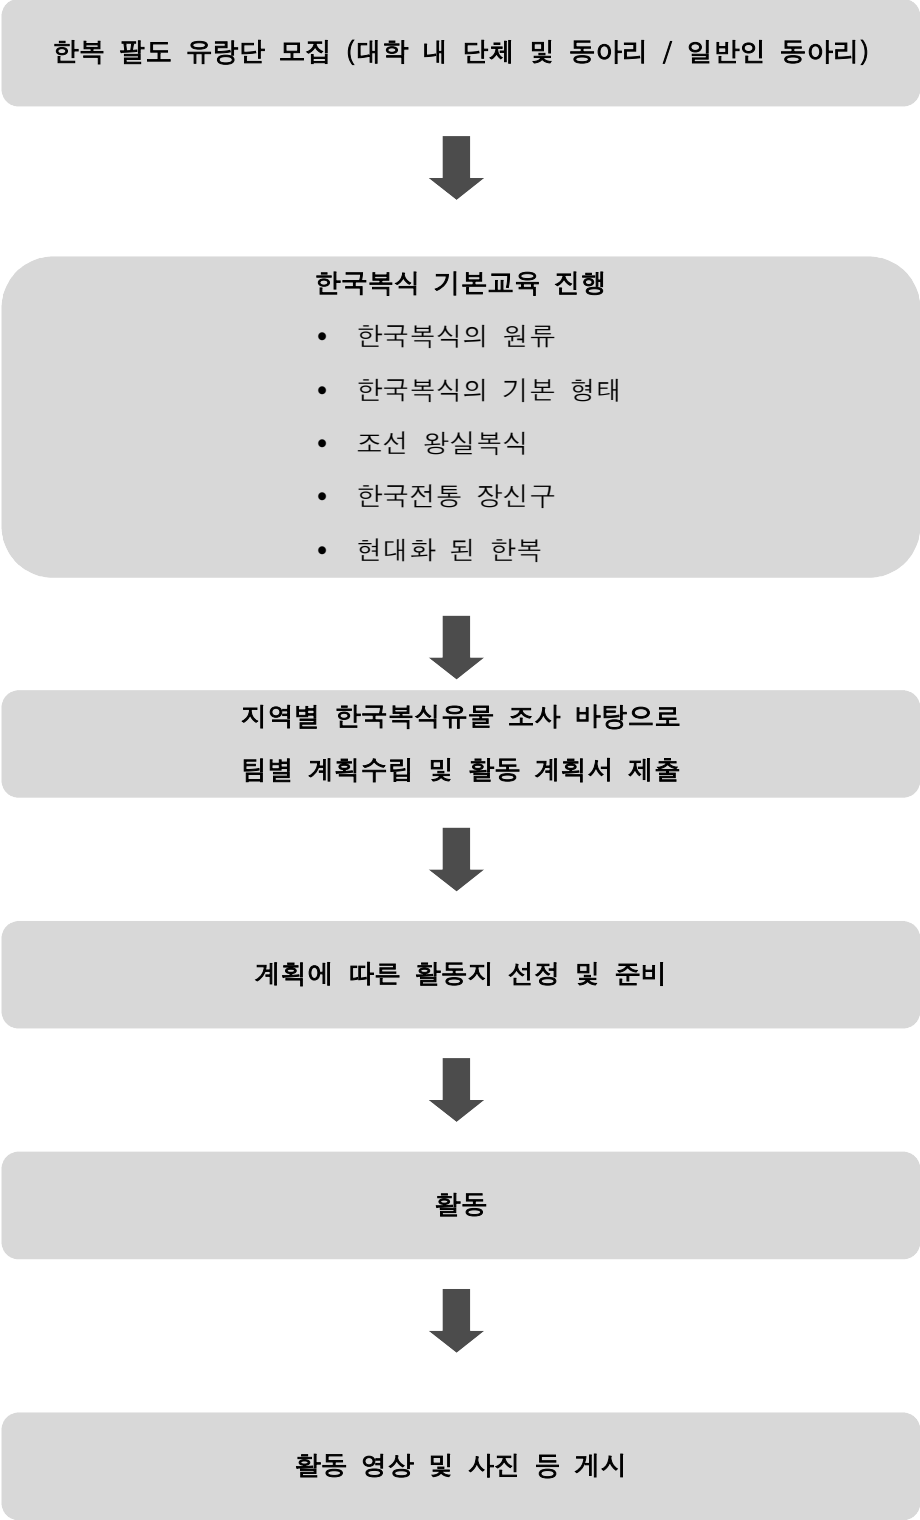 한복 팔도 유랑단 모집 (대학 내 단체 및 동아리 / 일반인 동아리)
한국복식 기본교육 진행
• 한국복식의 원류
• 한국복식의 기본 형태
• 조선 왕실복식
• 한국전통 장신구
• 현대화 된 한복
지역별 한국복식유물 조사 바탕으로
팀별 계획수립 및 활동 계획서 제출
계획에 따른 활동지 선정 및 준비
활동
활동 영상 및 사진 등 게시